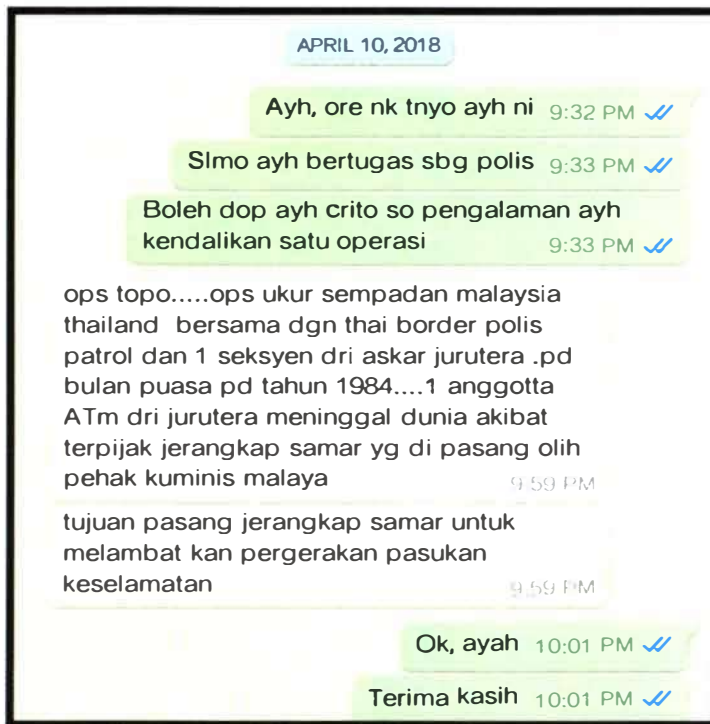 APRIL 10, 2018
Ayh, ore nk tnyo ayh ni 9:32 PM
Slmo ayh bertugas sbg polis 9:33 PM
Boleh dop ayh crito so pengalaman ayh
kendalikan satu operasi 9:33 PM
ops topo.....ops ukur sempadan malaysia
thailand bersama dgn thai border polis
patrol dan 1 seksyen dri askar jurutera .pd
bulan puasa pd tahun 1984....1 anggotta
ATm dri jurutera meninggal dunia akibat
terpijak jerangkap samar yg di pasang olih
pehak kuminis malaya 9:59 PM
tujuan pasang jerangkap samar untuk
melambat kan pergerakan pasukan
keselamatan 9:59 PM
Ok, ayah 10:01 PM
Terima kasih 10:01 PM